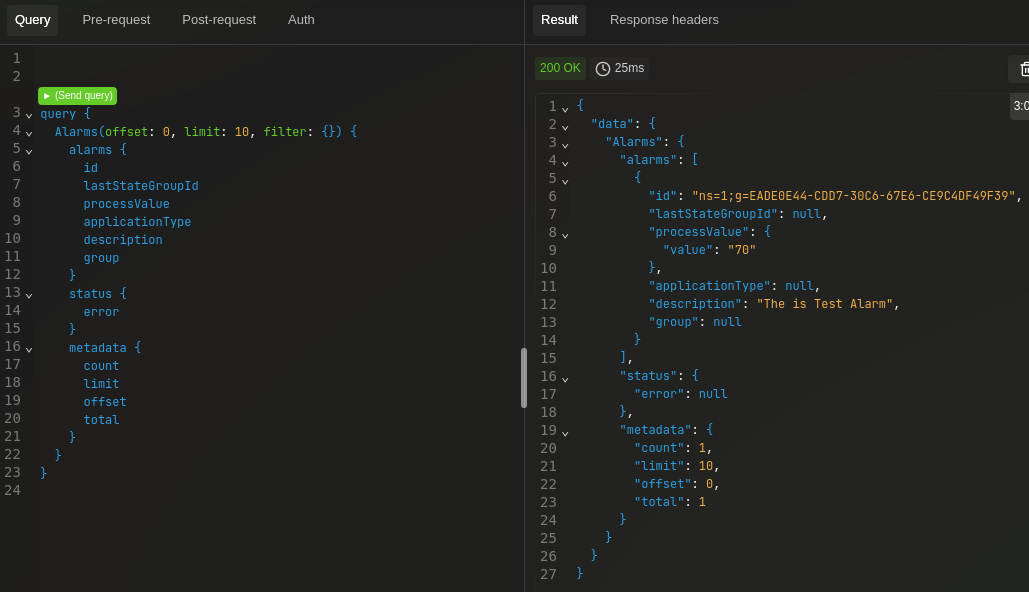 Query Pre-request Post-request Auth
1
2
▶ (Send query)
3 query {
4 Alarms(offset: 0, limit: 10, filter: {}) {
5 alarms {
6 id
7 lastStateGroupId
8 processValue
9 applicationType
10 description
11 group
12 }
13 status {
14 error
15 }
16 metadata {
17 count
18 limit
19 offset
20 total
21 }
22 }
23 }
24
Result Response headers
200 OK 25ms
3:0
1 {
2 "data": {
3 "Alarms": {
4 "alarms": [
5 {
6 "id": "ns=1;g=EADE0E44-CDD7-30C6-67E6-CE9C4DF49F39",
7 "lastStateGroupId": null,
8 "processValue": {
9 "value": "70"
10 },
11 "applicationType": null,
12 "description": "The is Test Alarm",
13 "group": null
14 }
15 ],
16 "status": {
17 "error": null
18 },
19 "metadata": {
20 "count": 1,
21 "limit": 10,
22 "offset": 0,
23 "total": 1
24 }
25 }
26 }
27 }